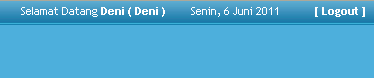 Selamat Datang Deni ( Deni ) Senin, 6 Juni 2011 [ Logout ]